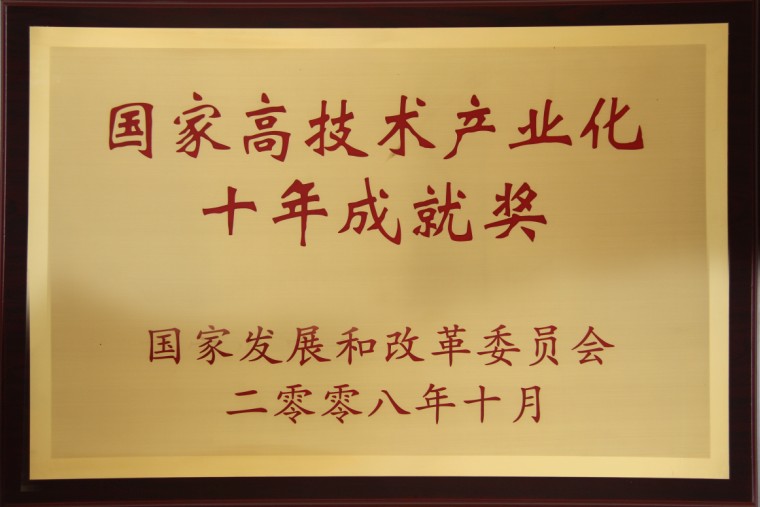 国家高技术产业化
十年成就奖
国家发展和改革委员会
二零零八年十月